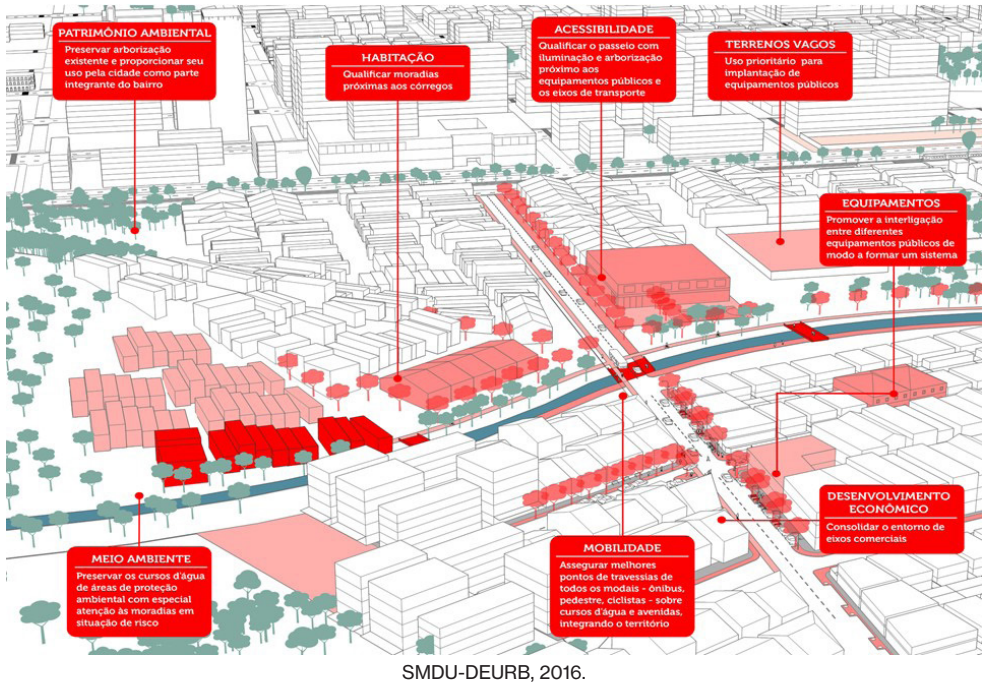 PATRIMÔNIO AMBIENTAL
Preservar arborização
existente e proporcionar seu
uso pela cidade como parte
integrante do bairro
HABITAÇÃO
Qualificar moradias
próximas aos córregos
ACESSIBILIDADE
Qualificar o passeio com
iluminação e arborização
próximo aos
equipamentos públicos e
os eixos de transporte
TERRENOS VAGOS
Uso prioritário para
implantação de
equipamentos públicos
EQUIPAMENTOS
Promover a interligação
entre diferentes
equipamentos públicos de
modo a formar um sistema
MEIO AMBIENTE
Preservar os cursos d'água
de áreas de proteção
ambiental com especial
atenção às moradias em
situação de risco
MOBILIDADE
Assegurar melhores
pontos de travessias de
todos os modais - ônibus,
pedestre, ciclistas - sobre
cursos d'água e avenidas,
integrando o território
DESENVOLVIMENTO
ECONÔMICO
Consolidar o entorno de
eixos comerciais
SMDU-DEURB, 2016.